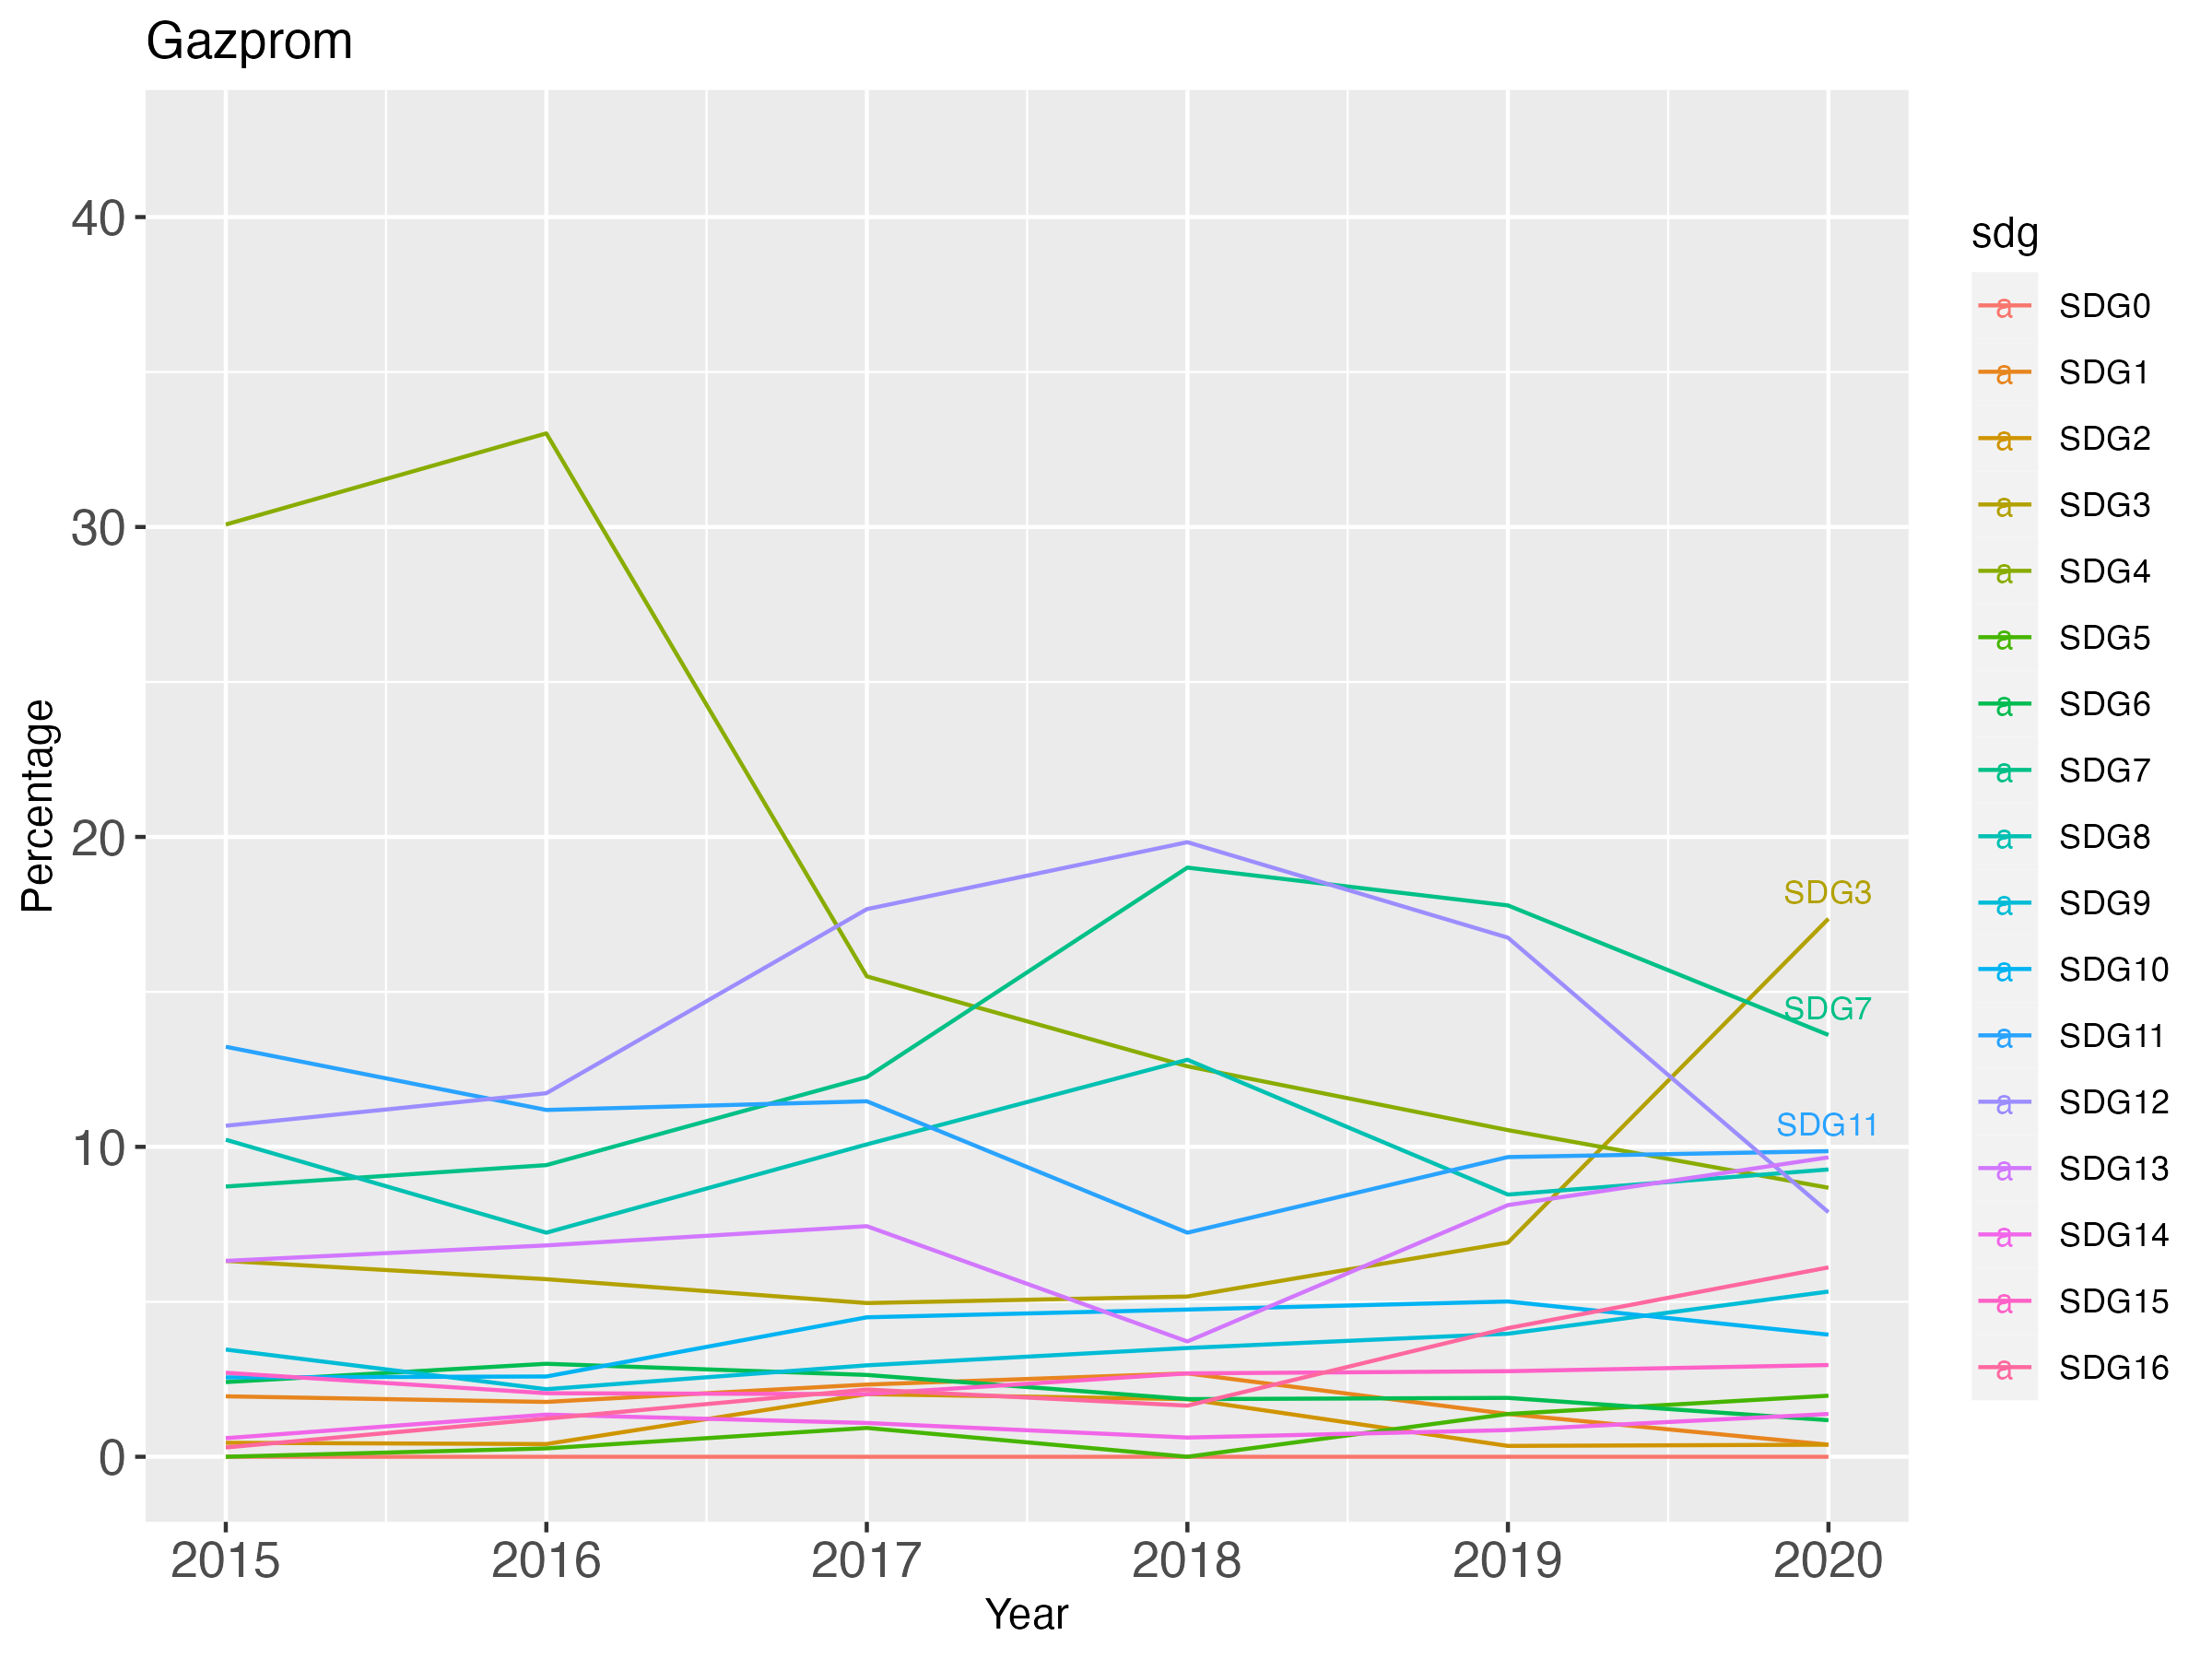 Gazprom
40
30
20
10
0
Percentage
SDG3
SDG7
SDG11
2015 2016 2017 2018 2019 2020
Year
sdg
a SDG0
a SDG1
a SDG2
a SDG3
a SDG4
a SDG5
a SDG6
a SDG7
a SDG8
a SDG9
a SDG10
a SDG11
a SDG12
a SDG13
a SDG14
a SDG15
a SDG16